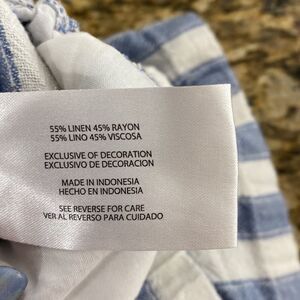 55% LINEN 45% RAYON
55% LINO 45% VISCOSA
EXCLUSIVE OF DECORATION
EXCLUSIVO DE DECORACION
MADE IN INDONESIA
HECHO EN INDONESIA
SEE REVERSE FOR CARE
VER AL REVERSO PARA CUIDADO